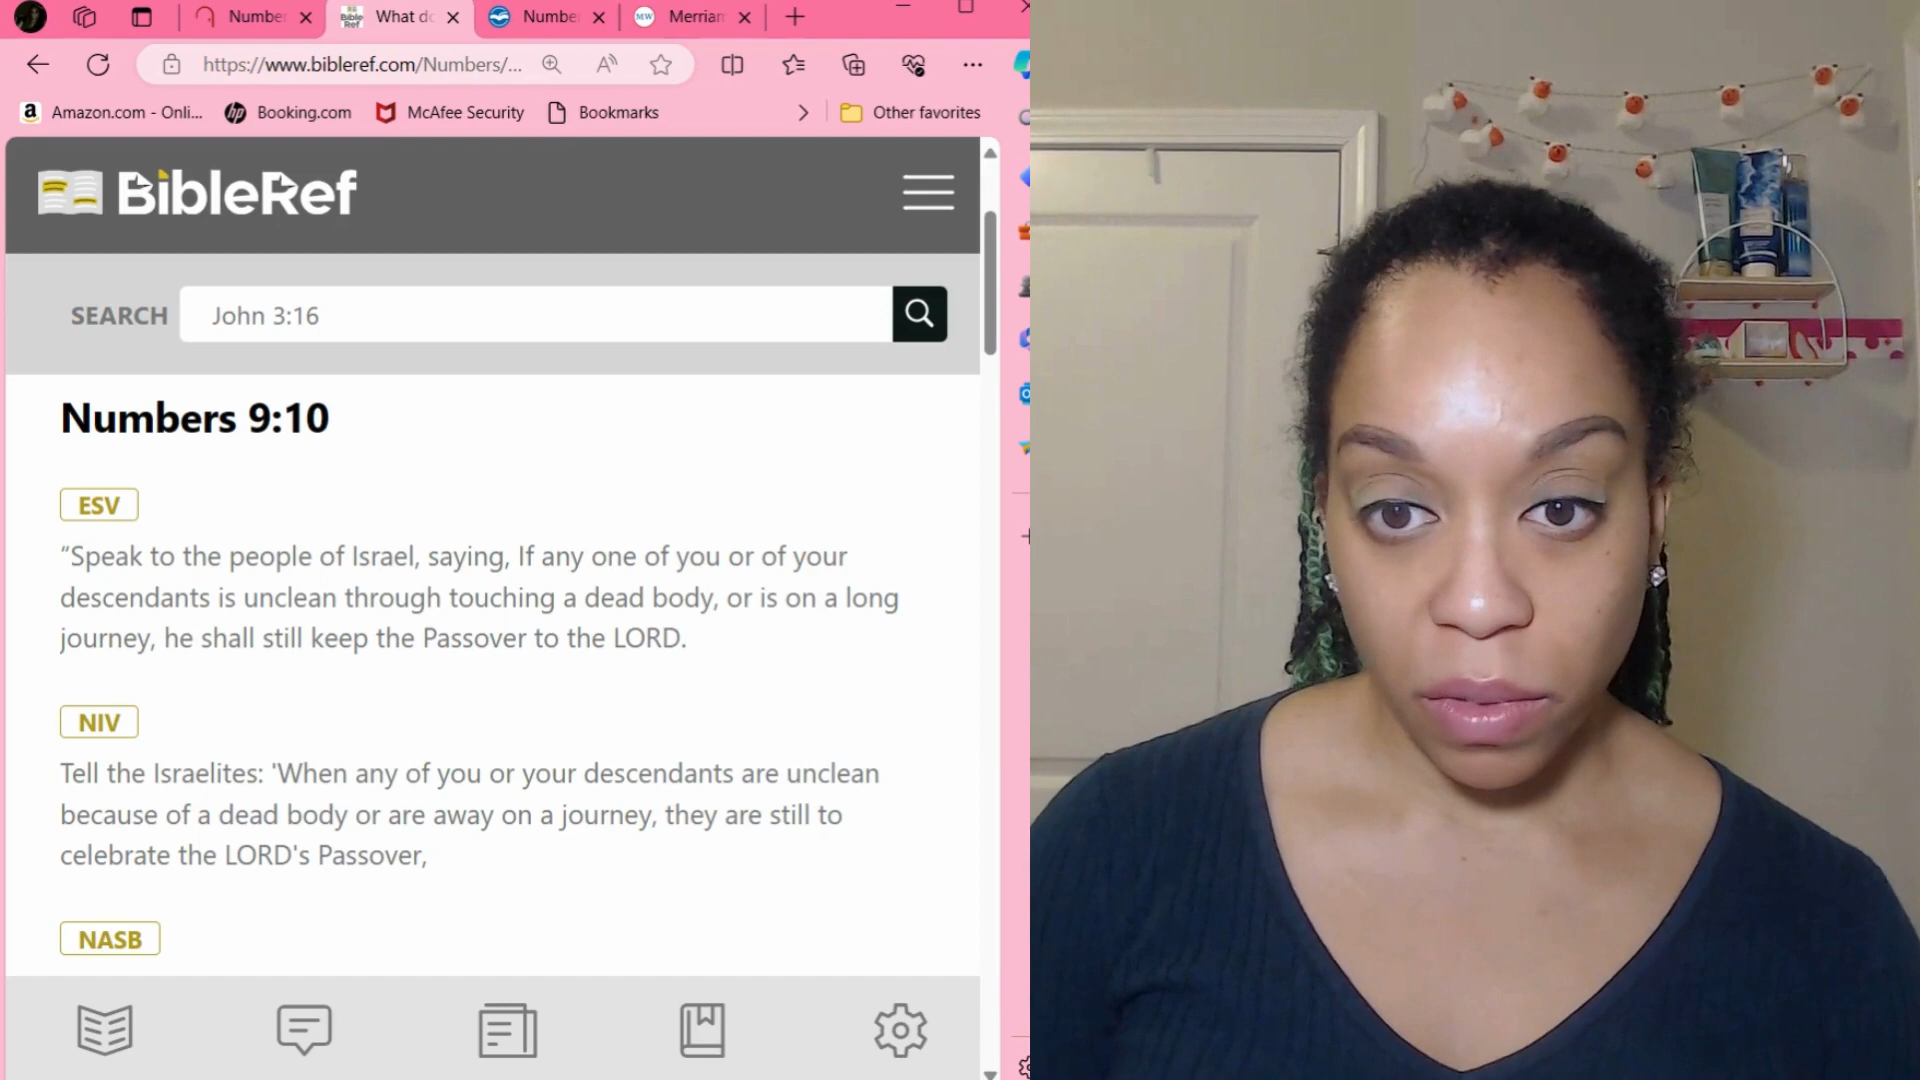 Number
What do
Number
Merrian
https://www.bibleref.com/Numbers/...
Amazon.com - Onli...
Booking.com
McAfee Security
Bookmarks
Other favorites
BibleRef
SEARCH
John 3:16
Numbers 9:10
ESV
“Speak to the people of Israel, saying, If any one of you or of your
descendants is unclean through touching a dead body, or is on a long
journey, he shall still keep the Passover to the LORD.
NIV
Tell the Israelites: 'When any of you or your descendants are unclean
because of a dead body or are away on a journey, they are still to
celebrate the LORD's Passover,
NASB